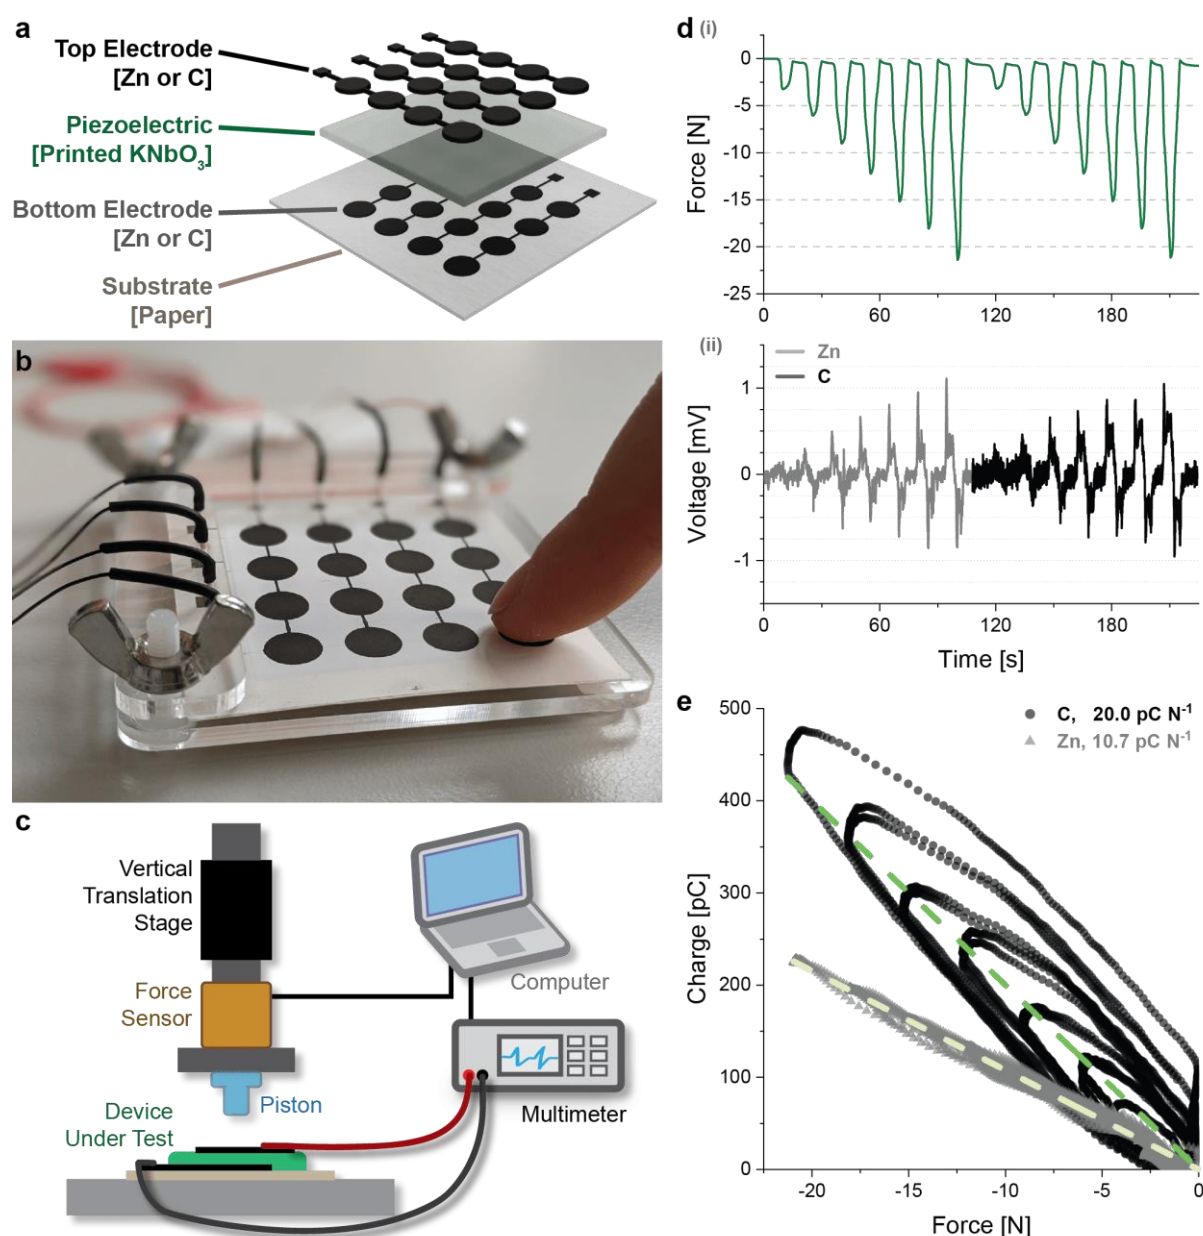 a
Top Electrode
[Zn or C]
Piezoelectric
[Printed KNbO₃]
Bottom Electrode
[Zn or C]
Substrate
[Paper]
b
c
Vertical
Translation
Stage
Force
Sensor
Piston
Device
Under Test
Computer
Multimeter
d (i)
Force [N]
0
-5
-10
-15
-20
-25
0 60 120 180
(ii)
Zn
C
Voltage [mV]
1
0
-1
0 60 120 180
Time [s]
e
C, 20.0 pC N⁻¹
Zn, 10.7 pC N⁻¹
Charge [pC]
500
400
300
200
100
0
-20 -15 -10 -5 0
Force [N]